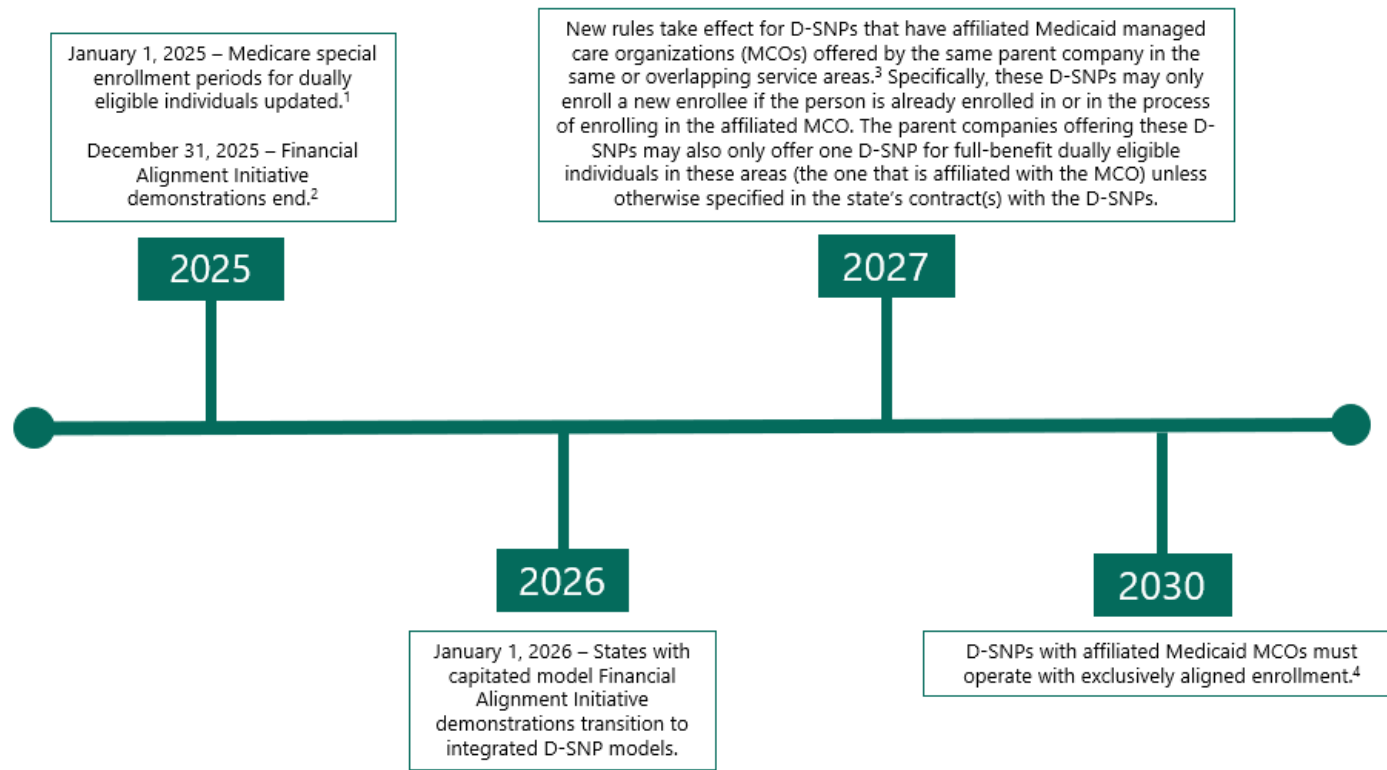 January 1, 2025 – Medicare special
enrollment periods for dually
eligible individuals updated.¹
December 31, 2025 – Financial
Alignment Initiative
demonstrations end.²
2025
New rules take effect for D-SNPs that have affiliated Medicaid managed
care organizations (MCOs) offered by the same parent company in the
same or overlapping service areas.³ Specifically, these D-SNPs may only
enroll a new enrollee if the person is already enrolled in or in the process
of enrolling in the affiliated MCO. The parent companies offering these D-
SNPs may also only offer one D-SNP for full-benefit dually eligible
individuals in these areas (the one that is affiliated with the MCO) unless
otherwise specified in the state’s contract(s) with the D-SNPs.
2027
2026
January 1, 2026 – States with
capitated model Financial
Alignment Initiative
demonstrations transition to
integrated D-SNP models.
2030
D-SNPs with affiliated Medicaid MCOs must
operate with exclusively aligned enrollment.⁴